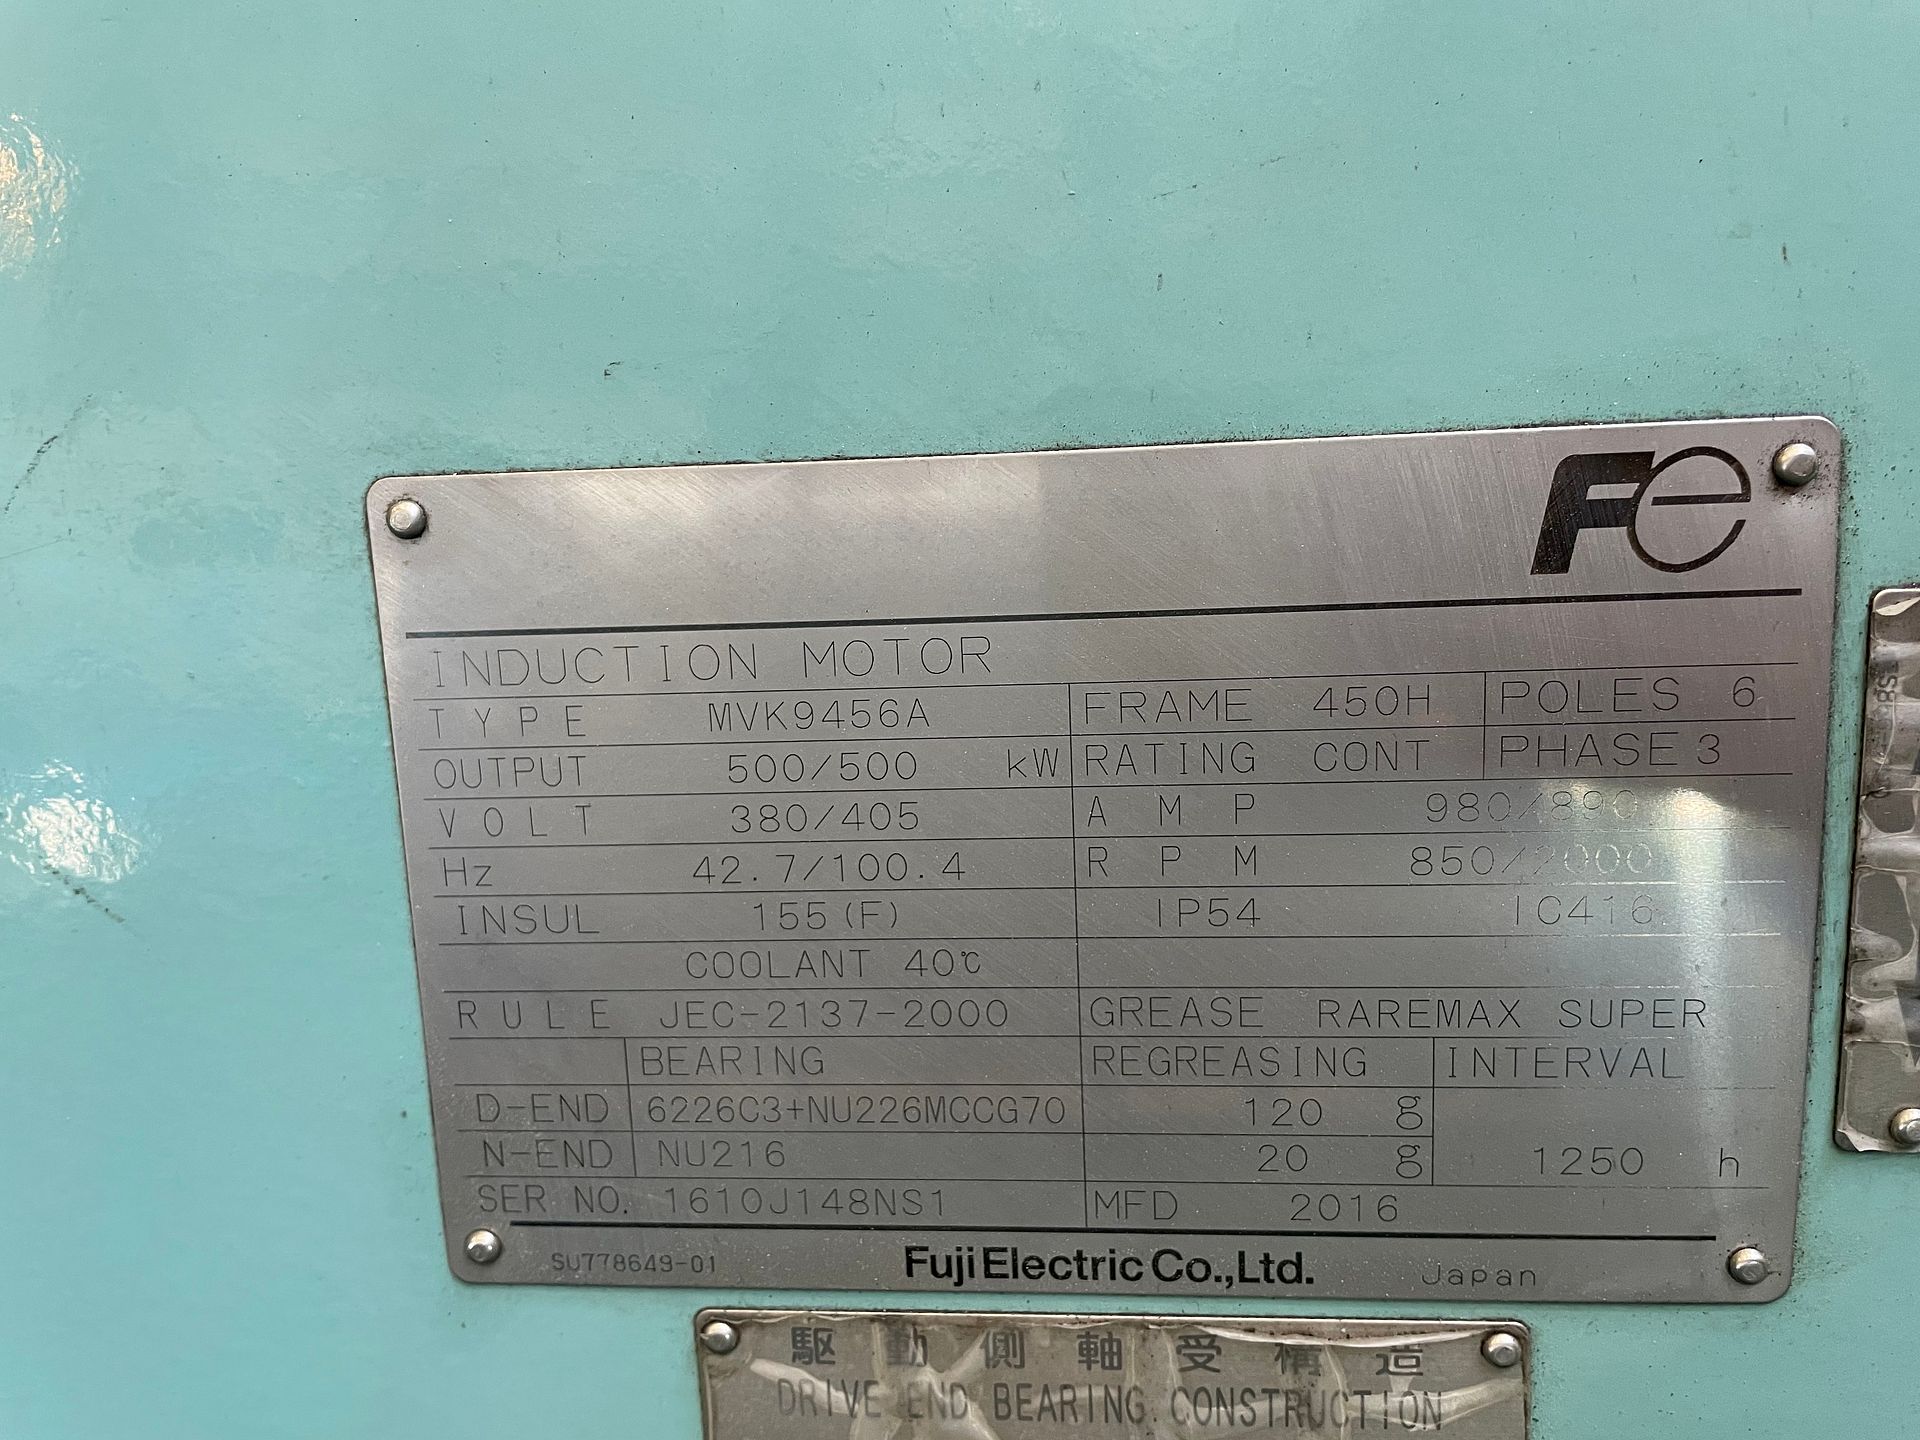 Fe
INDUCTION MOTOR
TYPE MVK9456A FRAME 450H POLES 6
OUTPUT 500/500 kW RATING CONT PHASE 3
VOLT 380/405 AMP 980/890
Hz 42.7/100.4 RPM 850/2000
INSUL 155(F) IP54 IC416
COOLANT 40℃
RULE JEC-2137-2000 GREASE RAREMAX SUPER
BEARING REGREASING INTERVAL
D-END 6226C3+NU226MCCG70 120 g
N-END NU216 20 g 1250 h
SER NO. 1610J148NS1 MFD 2016
SU778649-01 Fuji Electric Co.,Ltd. Japan
駆動側軸受構造
DRIVE END BEARING CONSTRUCTION